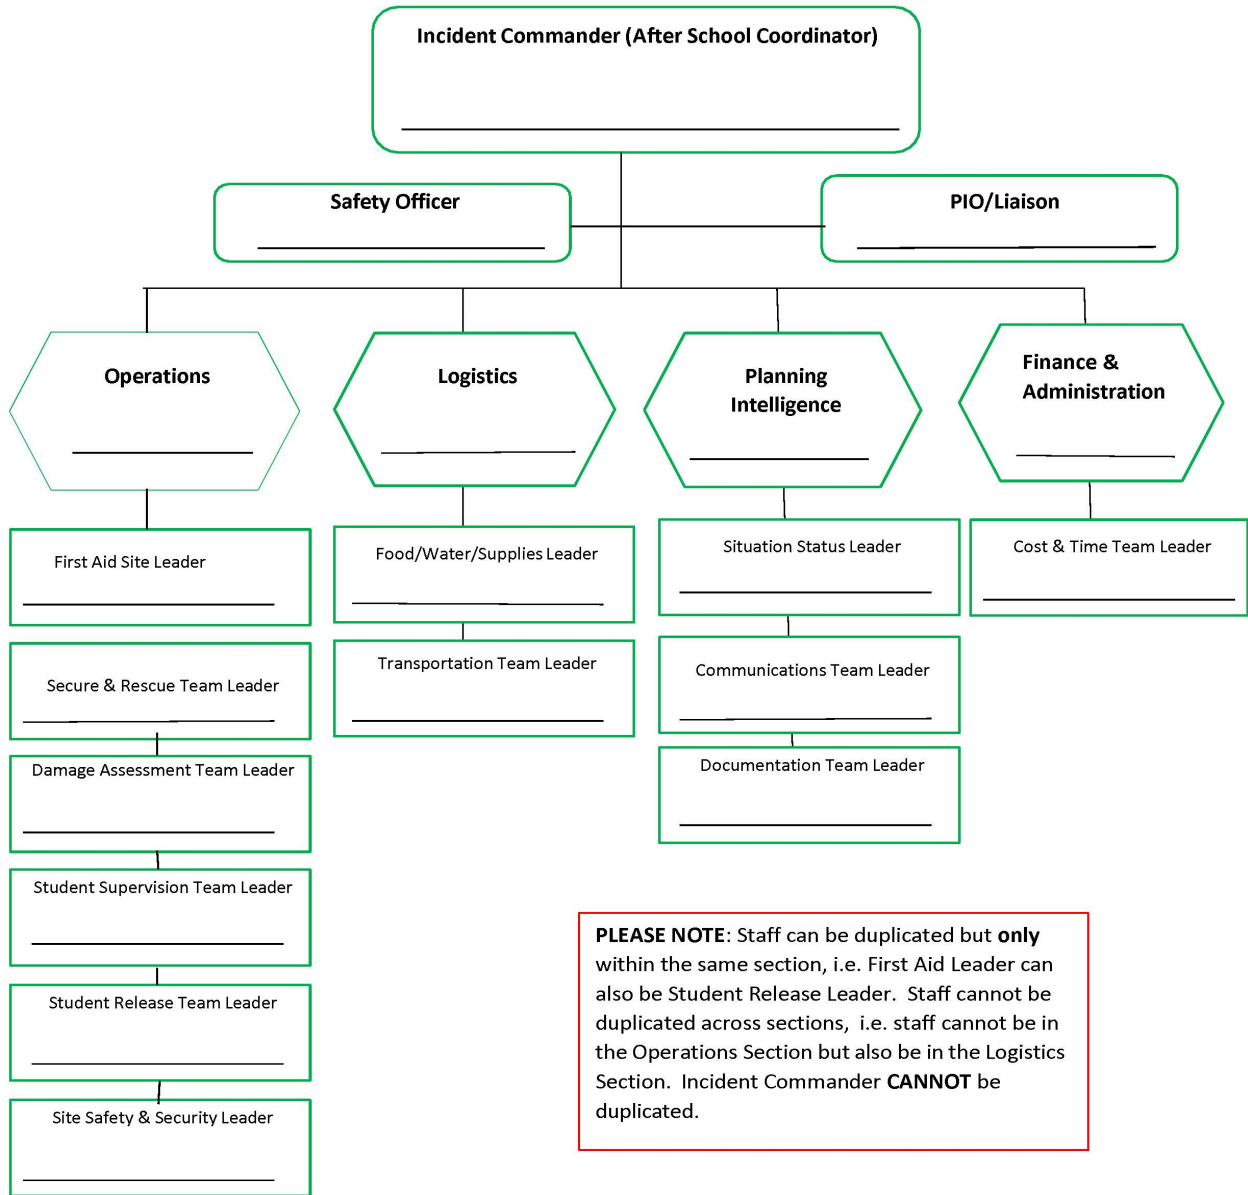 Incident Commander (After School Coordinator)
Safety Officer
PIO/Liaison
Operations
Logistics
Planning
Intelligence
Finance &
Administration
First Aid Site Leader
Secure & Rescue Team Leader
Damage Assessment Team Leader
Student Supervision Team Leader
Student Release Team Leader
Site Safety & Security Leader
Food/Water/Supplies Leader
Transportation Team Leader
Situation Status Leader
Communications Team Leader
Documentation Team Leader
Cost & Time Team Leader
PLEASE NOTE: Staff can be duplicated but only
within the same section, i.e. First Aid Leader can
also be Student Release Leader. Staff cannot be
duplicated across sections, i.e. staff cannot be in
the Operations Section but also be in the Logistics
Section. Incident Commander CANNOT be
duplicated.